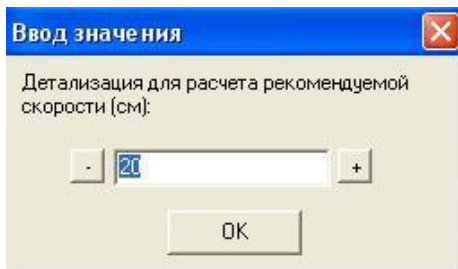 Ввод значения
Детализация для расчета рекомендуемой
скорости (см):
- 20 +
OK